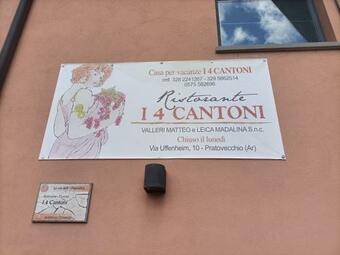 Casa per vacanze I 4 CANTONI
cell. 328 2241267 - 329 5862514
0575 582696
Ristorante
I 4 CANTONI
VALLERI MATTEO e LEICA MADALINA S.n.c.
Chiuso il lunedì
Via Uffenheim, 10 - Pratovecchio (Ar)
I 4 Cantoni